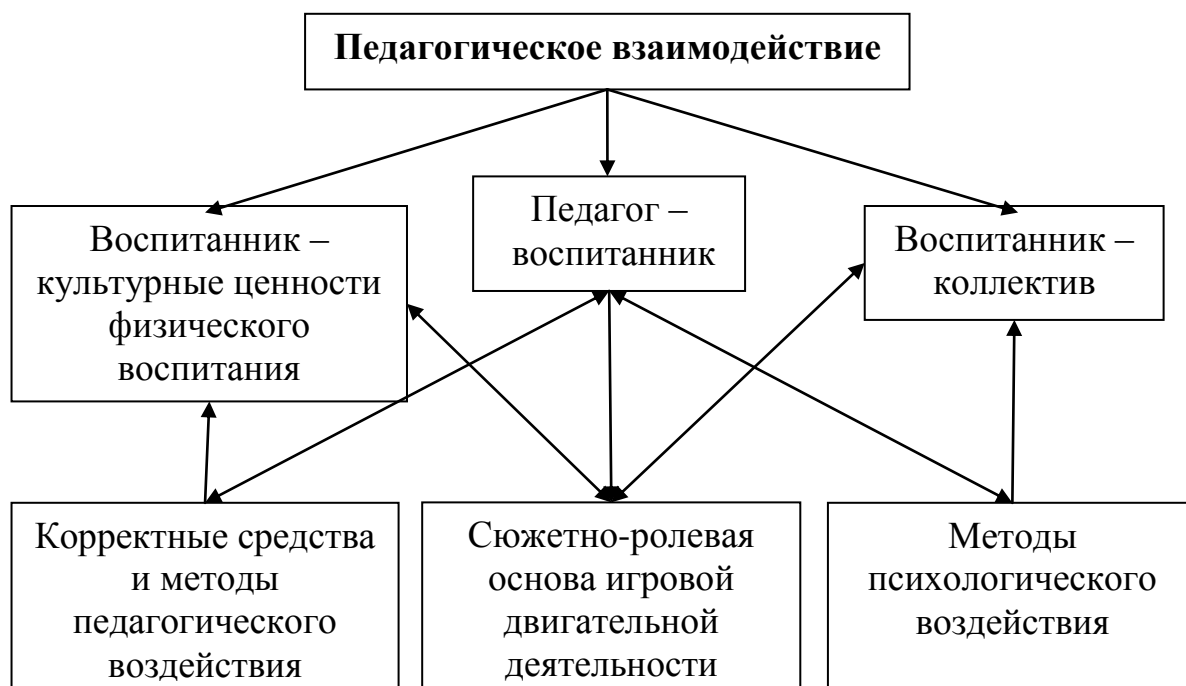 Педагогическое взаимодействие
Воспитанник –
культурные ценности
физического
воспитания
Педагог –
воспитанник
Воспитанник –
коллектив
Корректные средства
и методы
педагогического
воздействия
Сюжетно-ролевая
основа игровой
двигательной
деятельности
Методы
психологического
воздействия